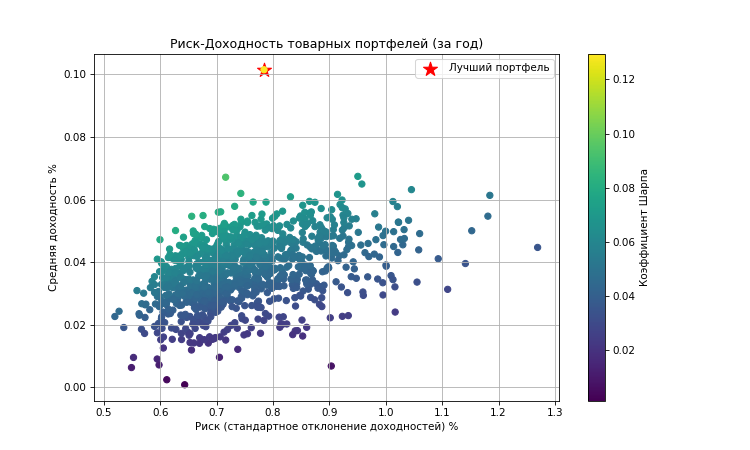 Риск-Доходность товарных портфелей (за год)
Лучший портфель
Средняя доходность %
0.10
0.08
0.06
0.04
0.02
0.00
0.5 0.6 0.7 0.8 0.9 1.0 1.1 1.2 1.3
Риск (стандартное отклонение доходностей) %
0.12
0.10
0.08
0.06
0.04
0.02
Коэффициент Шарпа